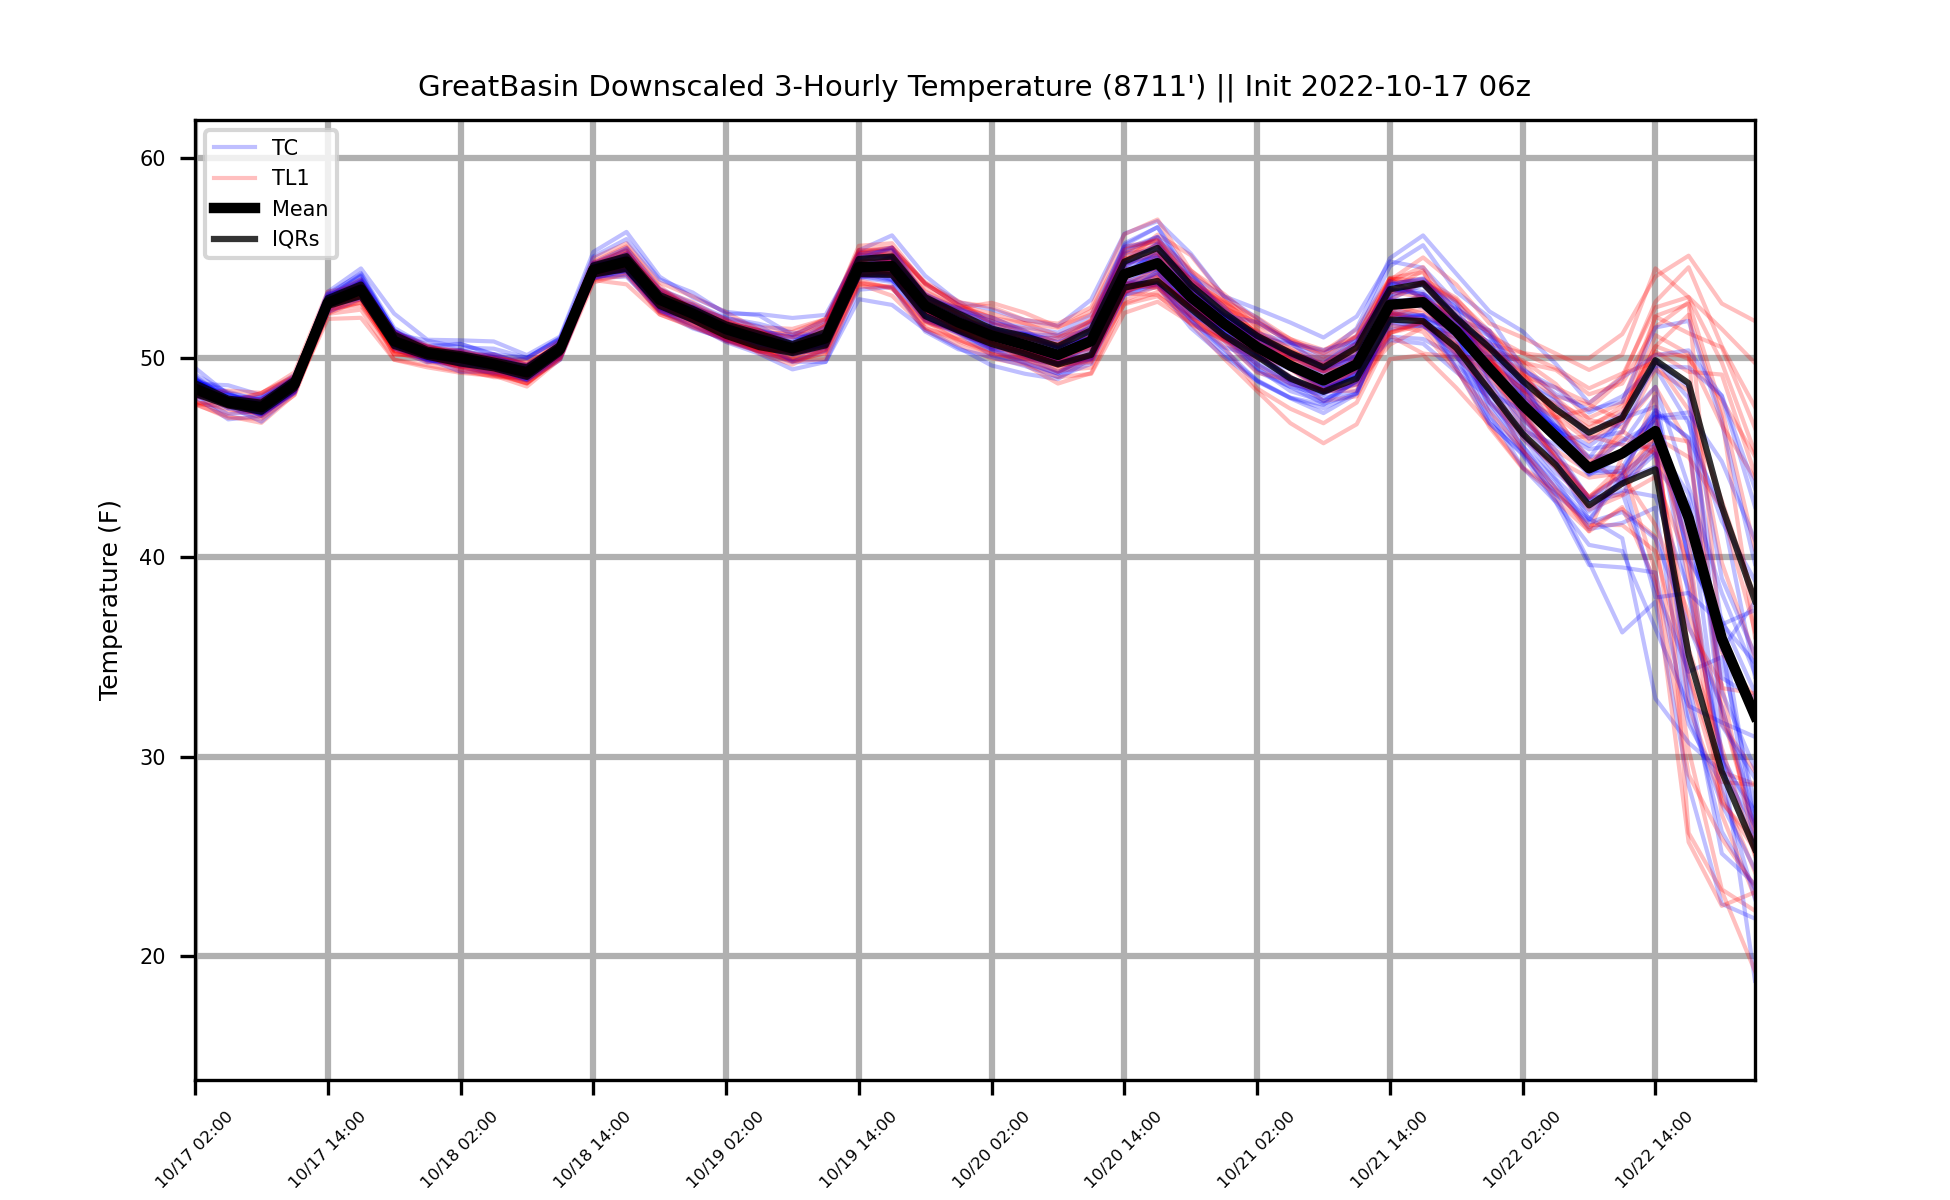 GreatBasin Downscaled 3-Hourly Temperature (8711') || Init 2022-10-17 06z
TC
TL1
Mean
IQRs
Temperature (F)
60
50
40
30
20
10/17 02:00
10/17 14:00
10/18 02:00
10/18 14:00
10/19 02:00
10/19 14:00
10/20 02:00
10/20 14:00
10/21 02:00
10/21 14:00
10/22 02:00
10/22 14:00